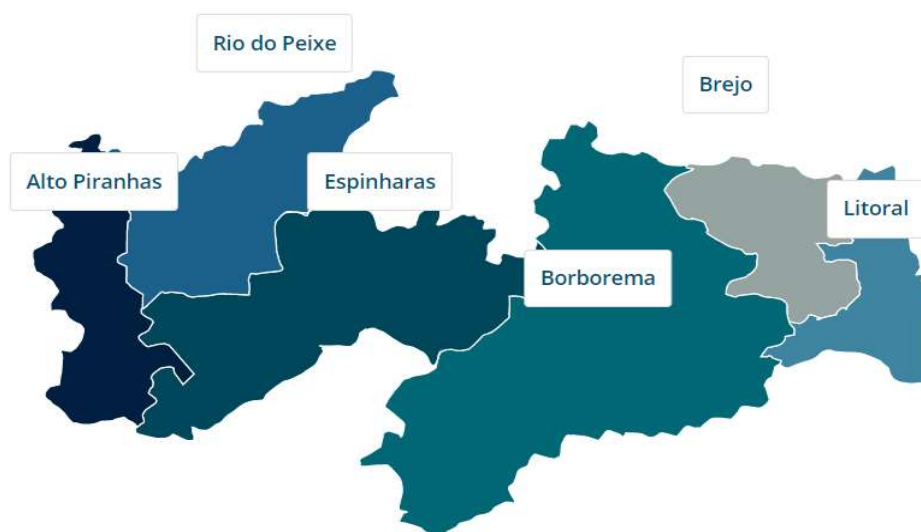 Rio do Peixe
Brejo
Alto Piranhas
Espinharas
Litoral
Borborema